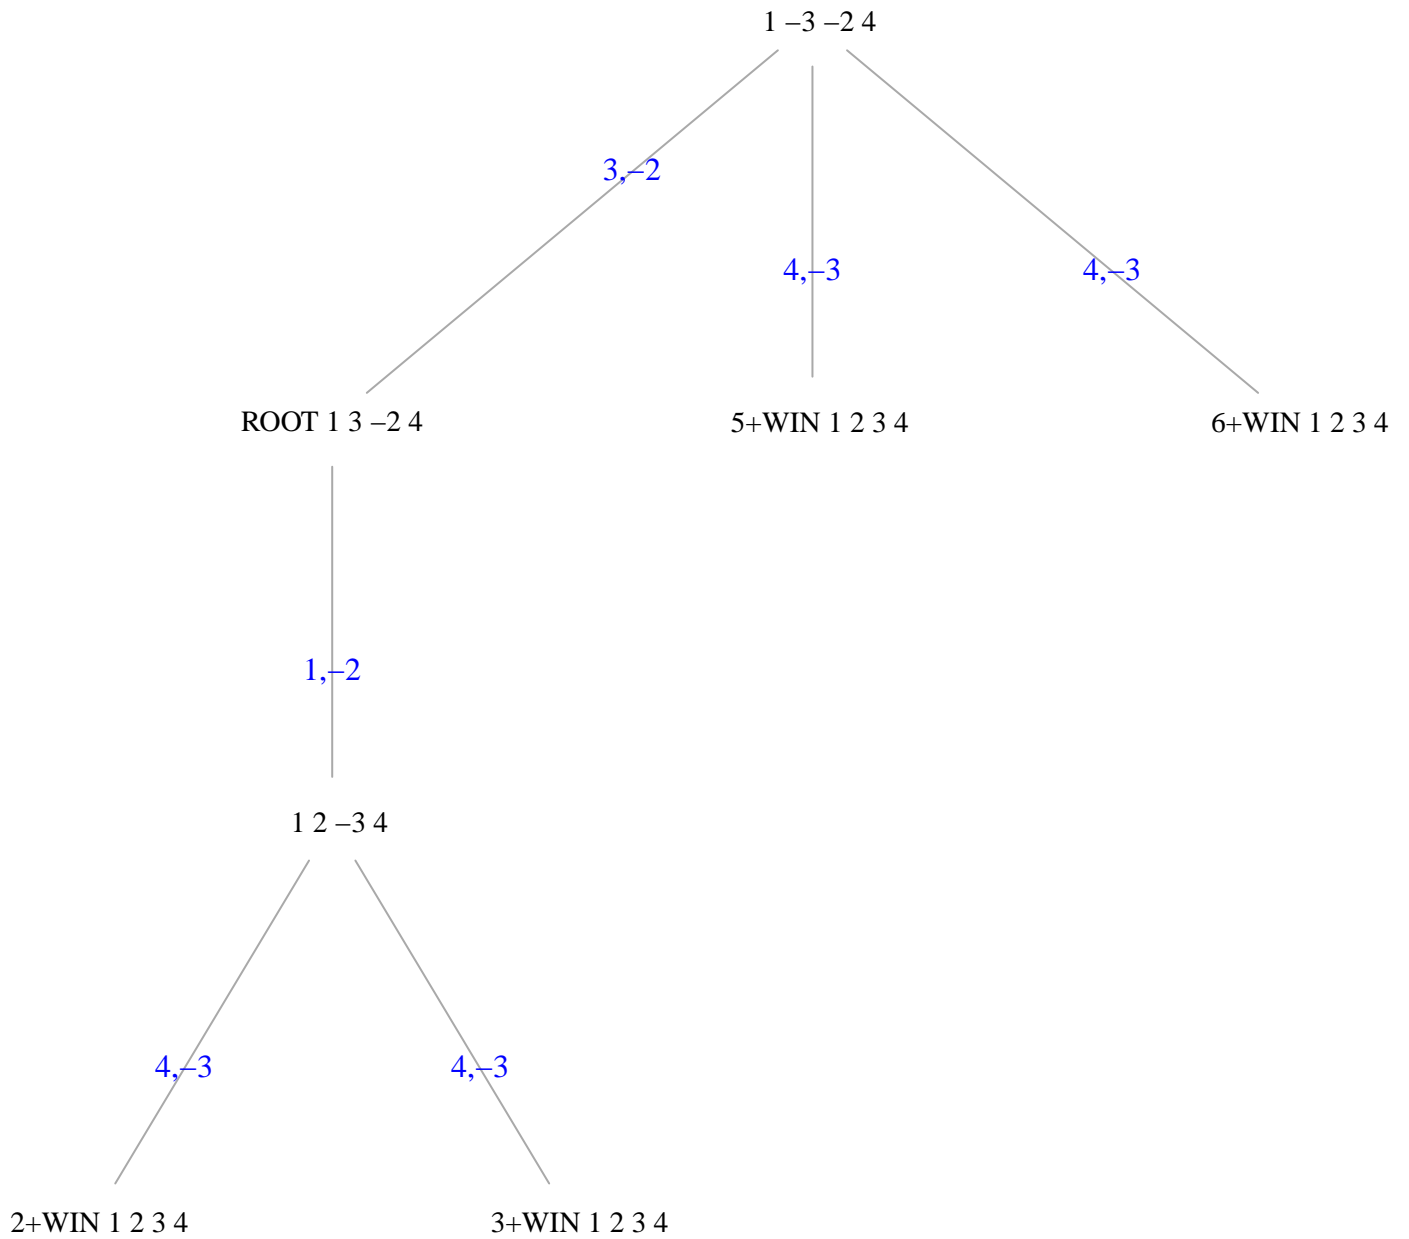 1 –3 –2 4
3,–2
4,–3
4,–3
ROOT 1 3 –2 4
5+WIN 1 2 3 4
6+WIN 1 2 3 4
1,–2
1 2 –3 4
4,–3
4,–3
2+WIN 1 2 3 4
3+WIN 1 2 3 4